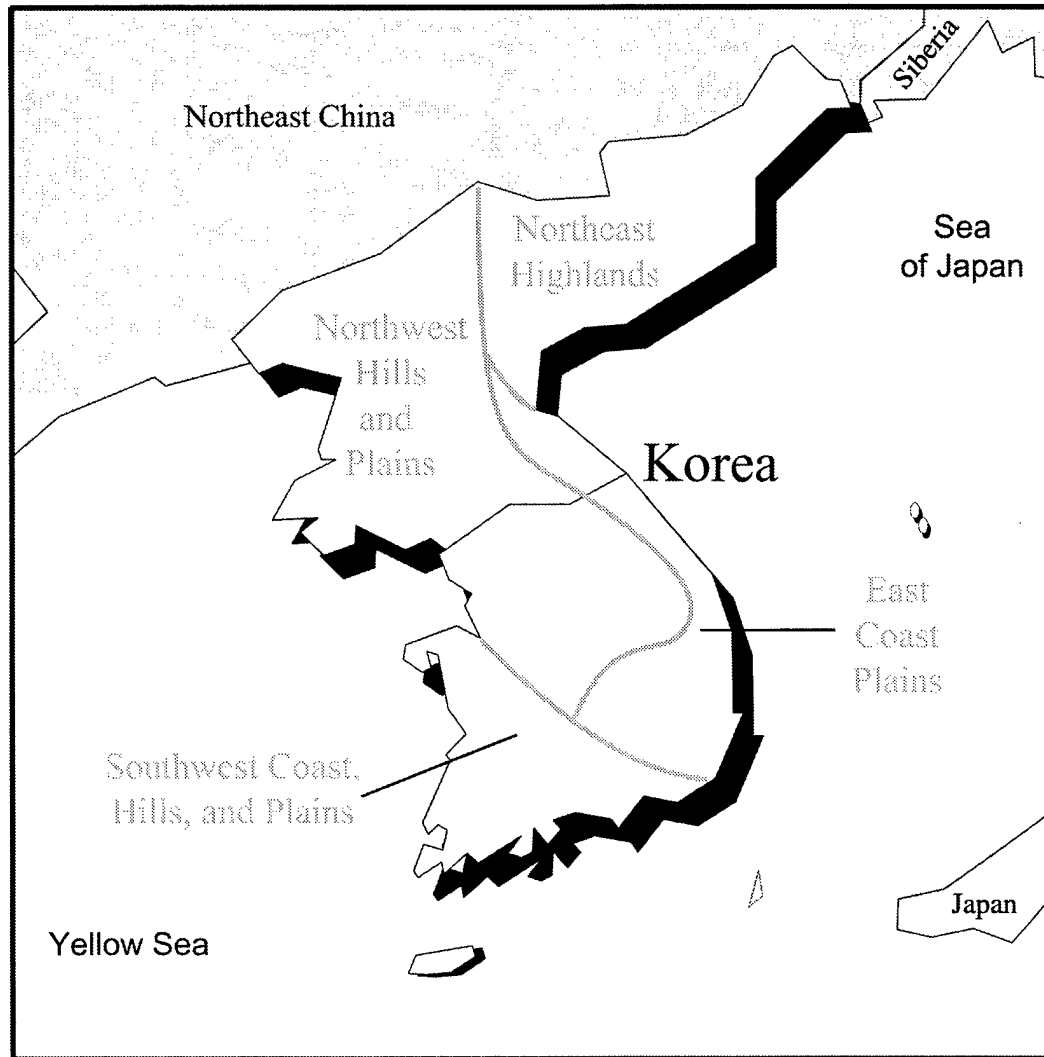 Siberia
Northeast China
Northeast
Highlands
Sea
of Japan
Northwest
Hills
and
Plains
Korea
East
Coast
Plains
Southwest Coast,
Hills, and Plains
Japan
Yellow Sea